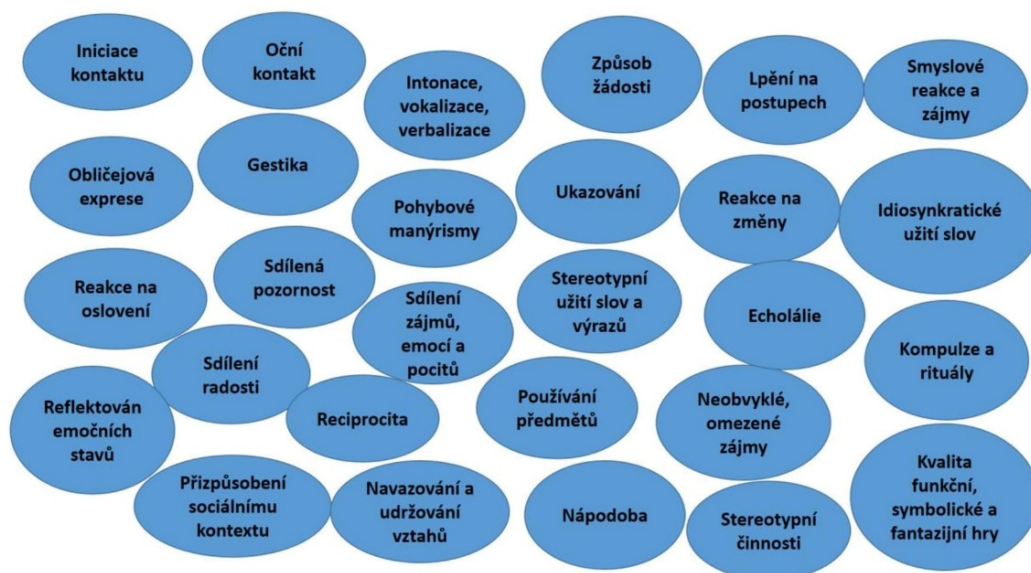 Iniciace
kontaktu
Oční
kontakt
Intonace,
vokalizace,
verbalizace
Způsob
žádosti
Lpění na
postupech
Smyslové
reakce a
zájmy
Obličejová
exprese
Gestika
Pohybové
manýrismy
Ukazování
Reakce na
změny
Idiosynkratické
užití slov
Reakce na
oslovení
Sdílená
pozornost
Sdílení
zájmů,
emocí a
pocitů
Stereotypní
užití slov a
výrazů
Echolálie
Kompulze a
rituály
Sdílení
radosti
Reflektován
emočních
stavů
Reciprocita
Používání
předmětů
Neobvyklé,
omezené
zájmy
Kvalita
funkční,
symbolické a
fantazijní hry
Přizpůsobení
sociálnímu
kontextu
Navazování a
udržování
vztahů
Nápodoba
Stereotypní
činnosti